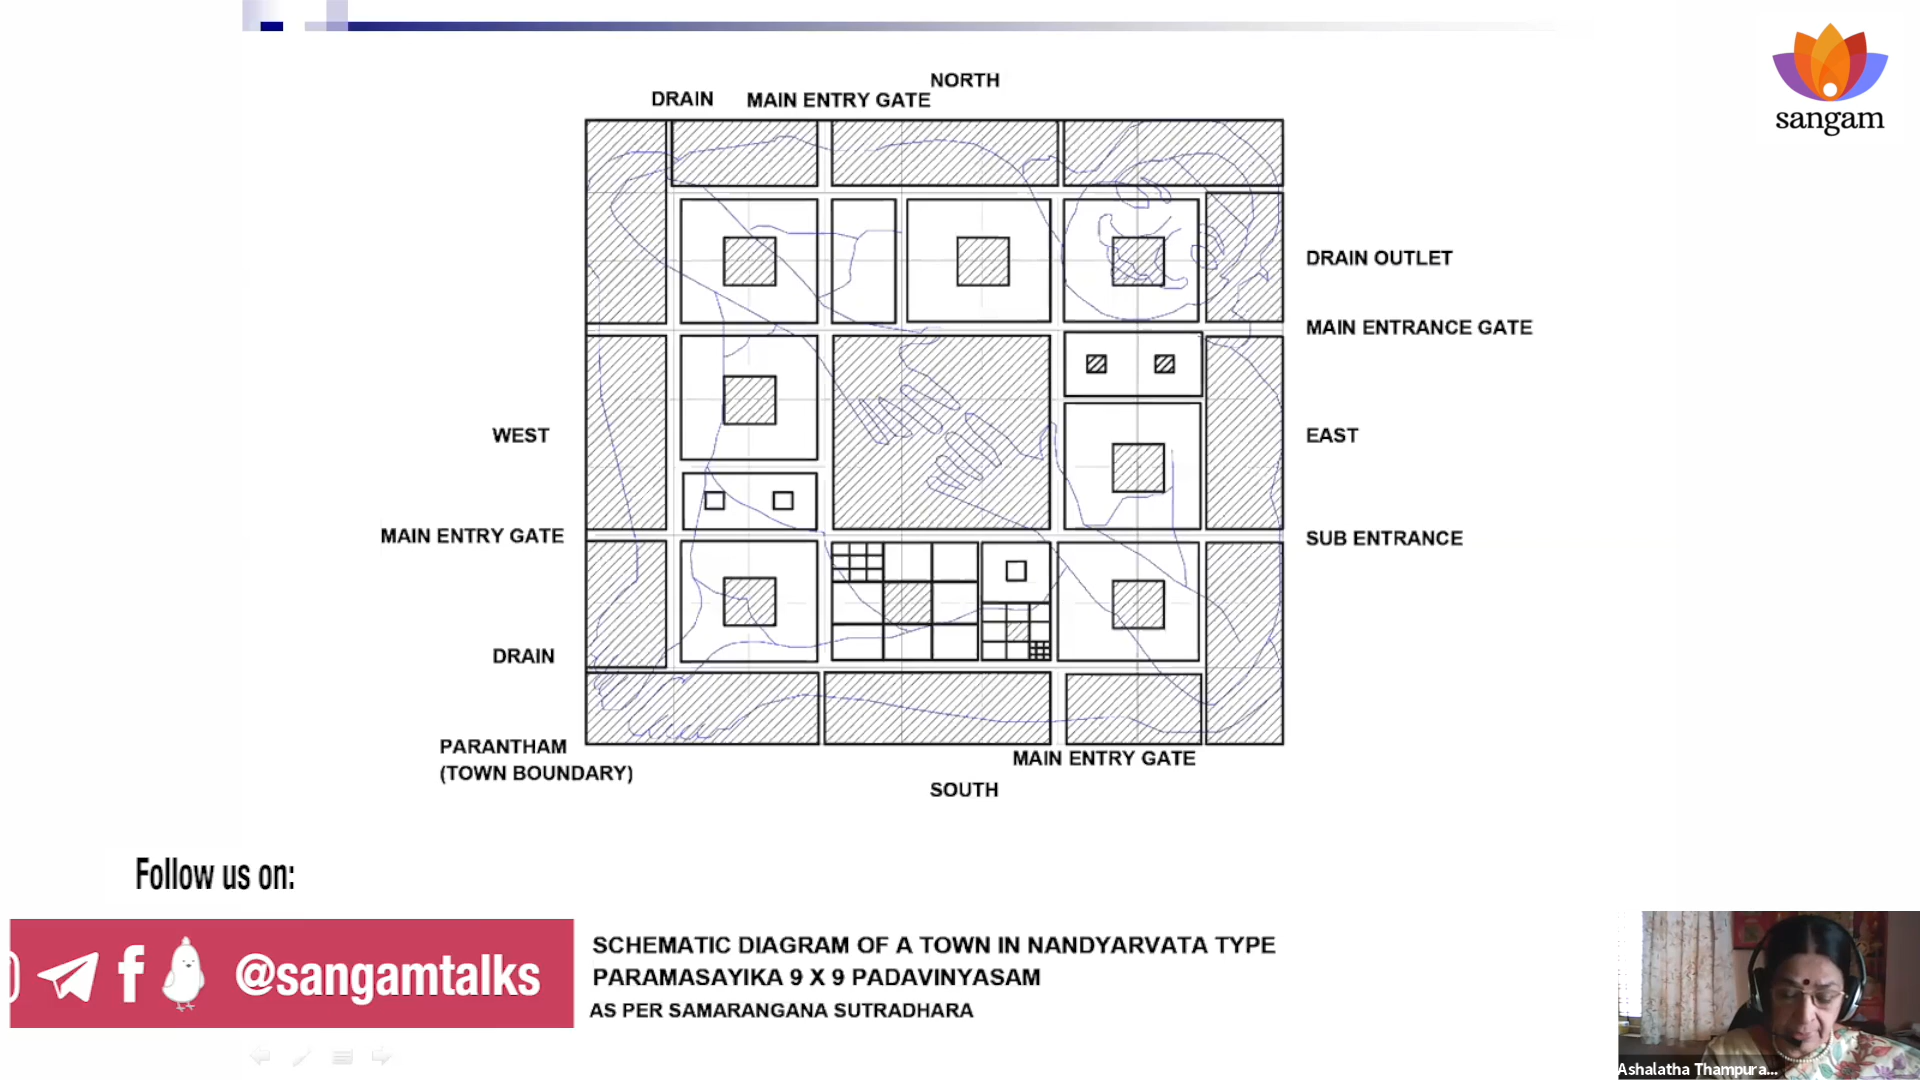 sangam
NORTH
DRAIN
MAIN ENTRY GATE
DRAIN OUTLET
MAIN ENTRANCE GATE
WEST
EAST
MAIN ENTRY GATE
SUB ENTRANCE
DRAIN
PARANTHAM
(TOWN BOUNDARY)
MAIN ENTRY GATE
SOUTH
Follow us on:
@sangamtalks
SCHEMATIC DIAGRAM OF A TOWN IN NANDYARVATA TYPE
PARAMASAYIKA 9 X 9 PADAVINYASAM
AS PER SAMARANGANA SUTRADHARA
Ashalatha Thampura...